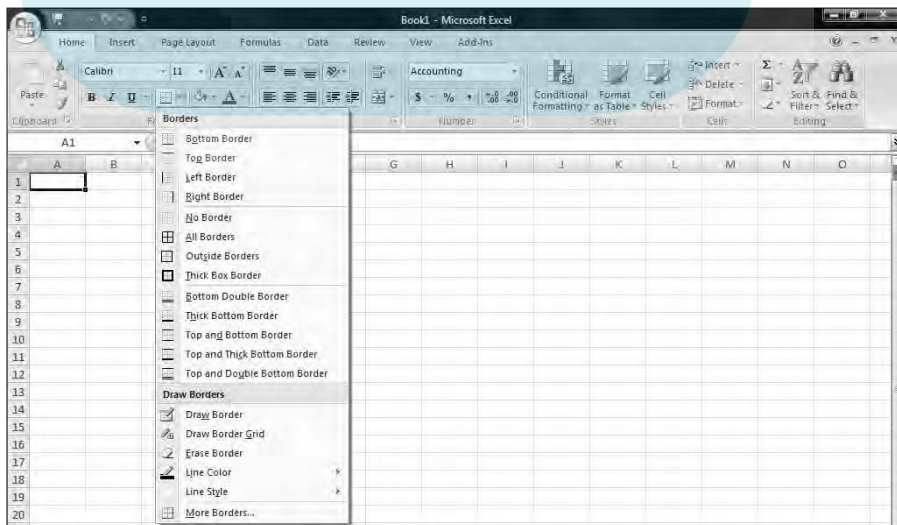 Book1 - Microsoft Excel
Home Insert Page Layout Formulas Data Review View Add-Ins
Paste
Calibri 11 A A
B I U A
Accounting
$ % ,
Conditional Formatting Format as Table Cell Styles
Insert
Delete
Format
Σ
Sort & Filter Find & Select
Clipboard Number Styles Cells Editing
A1
A B G H I J K L M N O
Borders
Bottom Border
Top Border
Left Border
Right Border
No Border
All Borders
Outside Borders
Thick Box Border
Bottom Double Border
Thick Bottom Border
Top and Bottom Border
Top and Thick Bottom Border
Top and Double Bottom Border
Draw Borders
Draw Border
Draw Border Grid
Erase Border
Line Color
Line Style
More Borders...
1
2
3
4
5
6
7
8
9
10
11
12
13
14
15
16
17
18
19
20